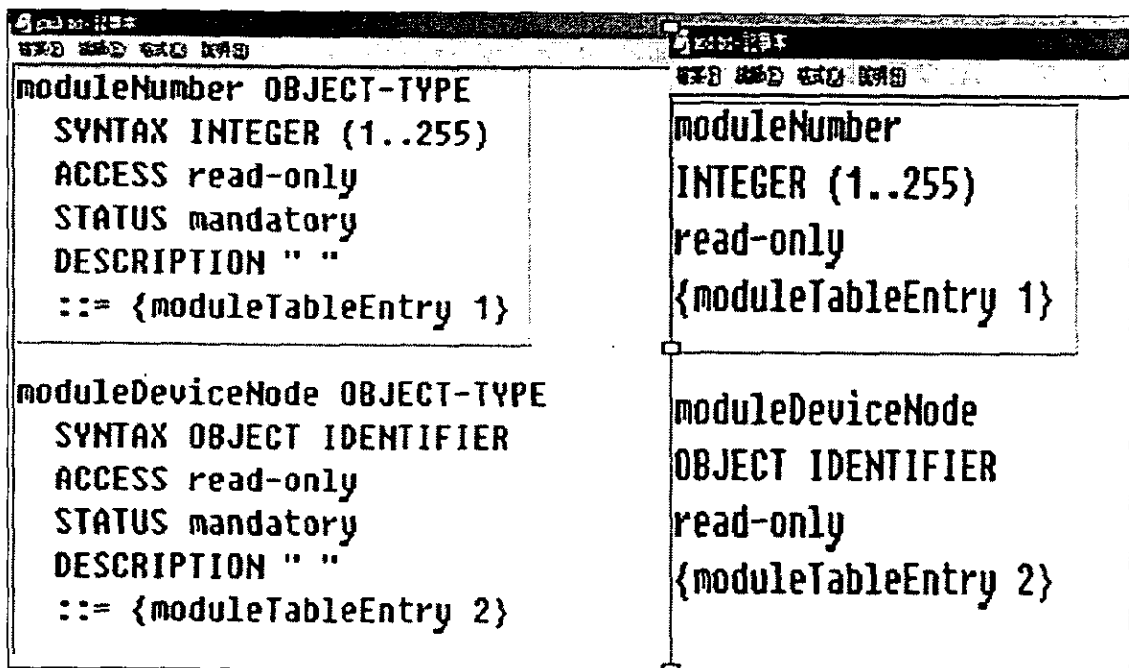 moduleNumber OBJECT-TYPE
SYNTAX INTEGER (1..255)
ACCESS read-only
STATUS mandatory
DESCRIPTION " "
::= {moduleTableEntry 1}
moduleDeviceNode OBJECT-TYPE
SYNTAX OBJECT IDENTIFIER
ACCESS read-only
STATUS mandatory
DESCRIPTION " "
::= {moduleTableEntry 2}
moduleNumber
INTEGER (1..255)
read-only
{moduleTableEntry 1}
moduleDeviceNode
OBJECT IDENTIFIER
read-only
{moduleTableEntry 2}